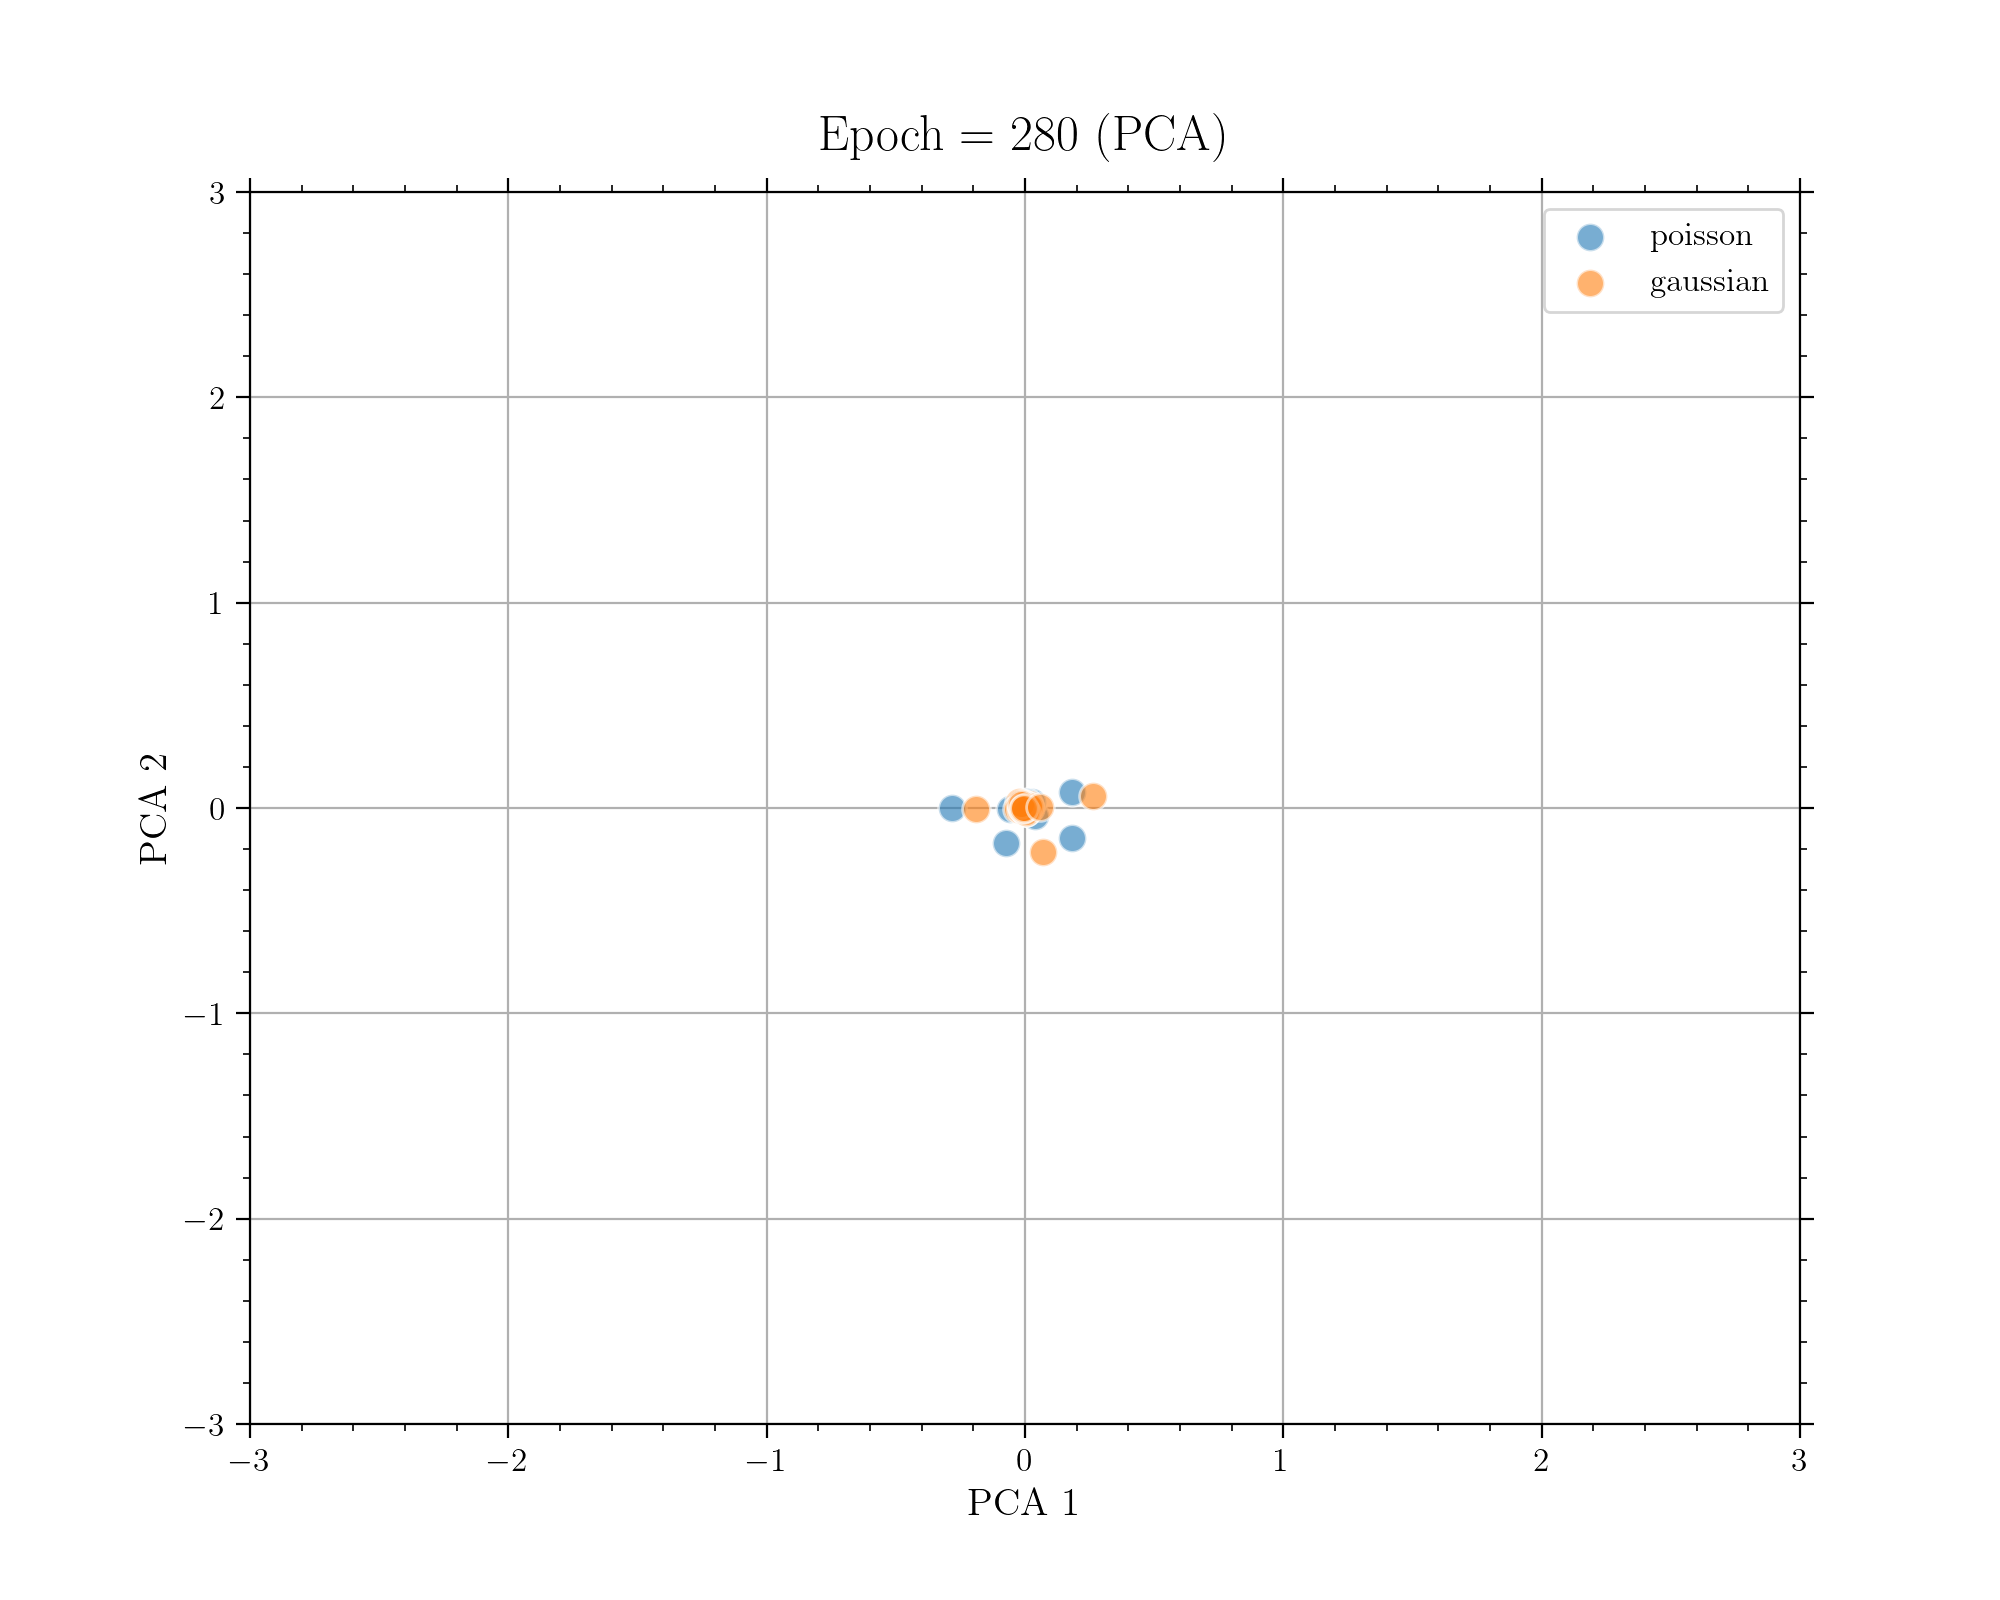 Epoch = 280 (PCA)
poisson
gaussian
3
2
1
0
−1
−2
−3
PCA 2
−3 −2 −1 0 1 2 3
PCA 1